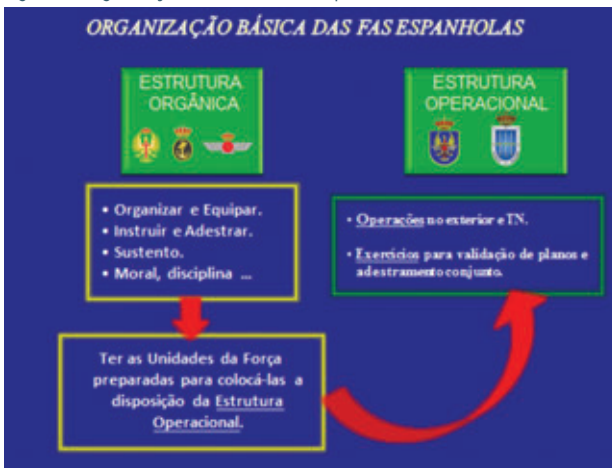 ORGANIZAÇÃO BÁSICA DAS FAS ESPANHOLAS
ESTRUTURA
ORGÂNICA
ESTRUTURA
OPERACIONAL
• Organizar e Equipar.
• Instruir e Adestrar.
• Sustento.
• Moral, disciplina ...
• Operações no exterior e TN.
• Exercícios para validação de planos e
adestramento conjunto.
Ter as Unidades da Força
preparadas para colocá-las a
disposição da Estrutura
Operacional.